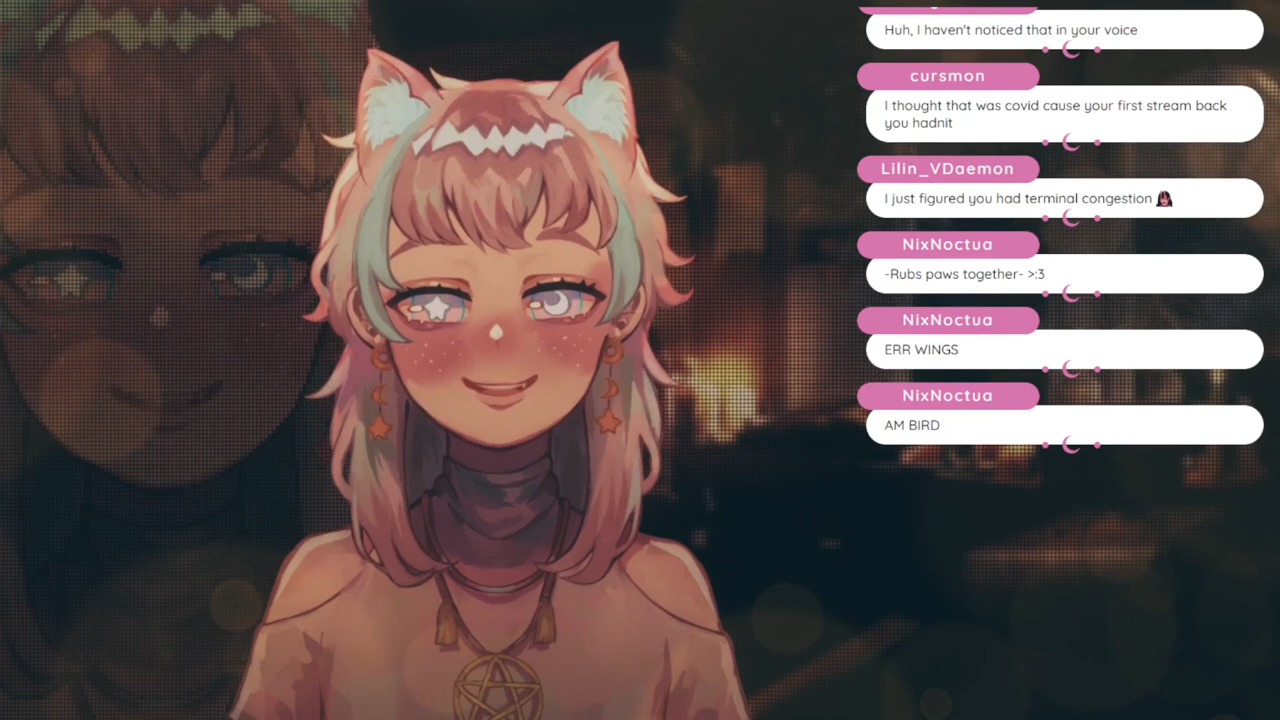 Huh, I haven't noticed that in your voice
cursmon
I thought that was covid cause your first stream back
you hadnit
Lilin_VDaemon
I just figured you had terminal congestion
NixNoctua
-Rubs paws together- >:3
NixNoctua
ERR WINGS
NixNoctua
AM BIRD